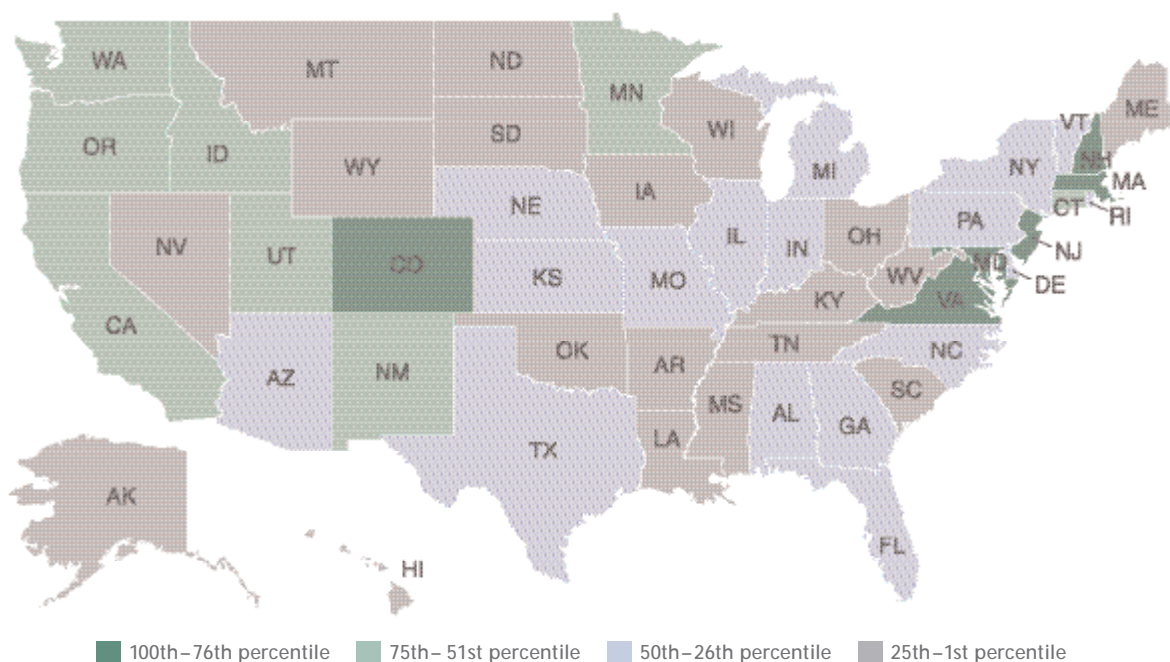 WA
MT
ND
MN
OR
ID
SD
WI
WY
MI
VT
NH
ME
NY
MA
CT
RI
IA
NE
PA
NJ
NV
UT
CO
IL
IN
OH
MD
DE
KS
MO
WV
VA
KY
CA
NC
TN
AZ
NM
OK
AR
SC
MS
AL
GA
LA
TX
AK
FL
HI
100th–76th percentile 75th–51st percentile 50th–26th percentile 25th–1st percentile